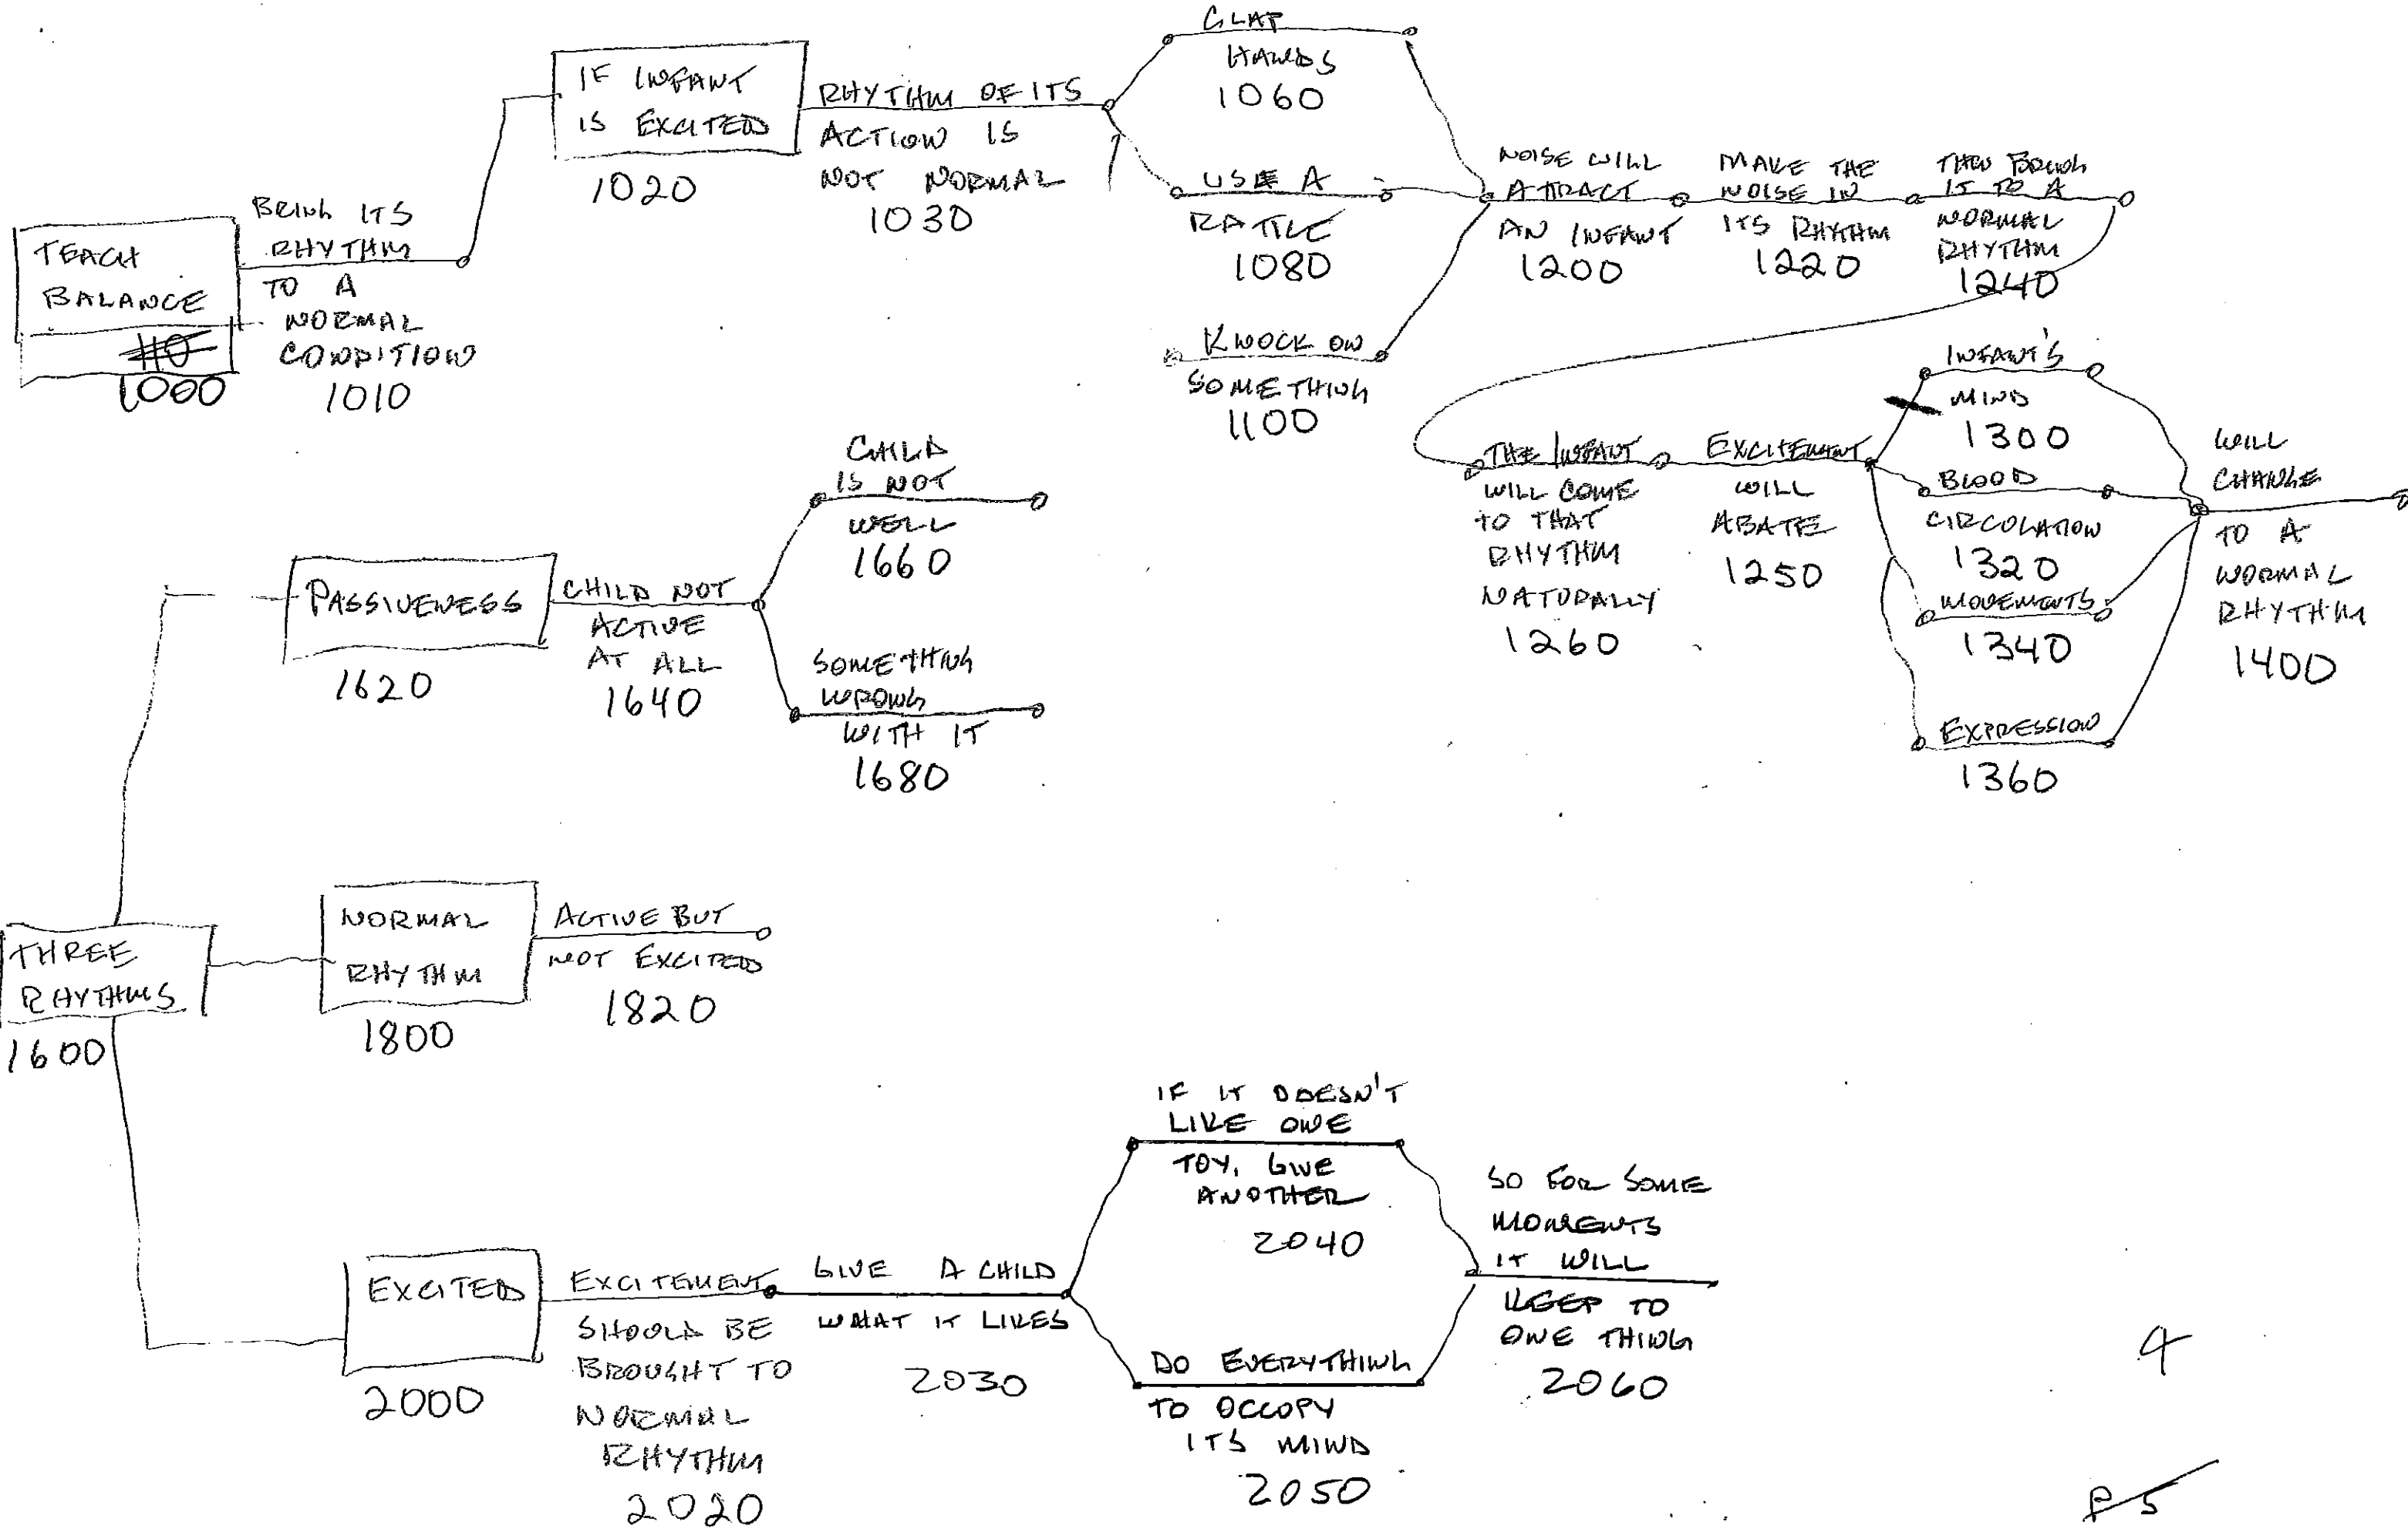 TEACH
BALANCE
1000
BRING ITS
RHYTHM
TO A
NORMAL
CONDITION
1010
IF INFANT
IS EXCITED
1020
RHYTHM OF ITS
ACTION IS
NOT NORMAL
1030
CLAP
HANDS
1060
USE A
RATTLE
1080
KNOCK ON
SOMETHING
1100
NOISE WILL
ATTRACT
AN INFANT
1200
MAKE THE
NOISE IN
ITS RHYTHM
1220
THEN BRING
IT TO A
NORMAL
RHYTHM
1240
THE INFANT
WILL COME
TO THAT
RHYTHM
NATURALLY
1260
EXCITEMENT
WILL
ABATE
1250
INFANT'S
MIND
1300
BLOOD
CIRCULATION
1320
MOVEMENTS
1340
EXPRESSION
1360
WILL
CHANGE
TO A
NORMAL
RHYTHM
1400
THREE
RHYTHMS
1600
PASSIVENESS
1620
CHILD NOT
ACTIVE
AT ALL
1640
CHILD
IS NOT
WELL
1660
SOMETHING
WRONG
WITH IT
1680
NORMAL
RHYTHM
1800
ACTIVE BUT
NOT EXCITED
1820
EXCITED
2000
EXCITEMENT
SHOULD BE
BROUGHT TO
NORMAL
RHYTHM
2020
GIVE A CHILD
WHAT IT LIKES
2030
IF IT DOESN'T
LIKE ONE
TOY, GIVE
ANOTHER
2040
DO EVERYTHING
TO OCCUPY
ITS MIND
2050
SO FOR SOME
MOMENTS
IT WILL
KEEP TO
ONE THING
2060
4
P 5